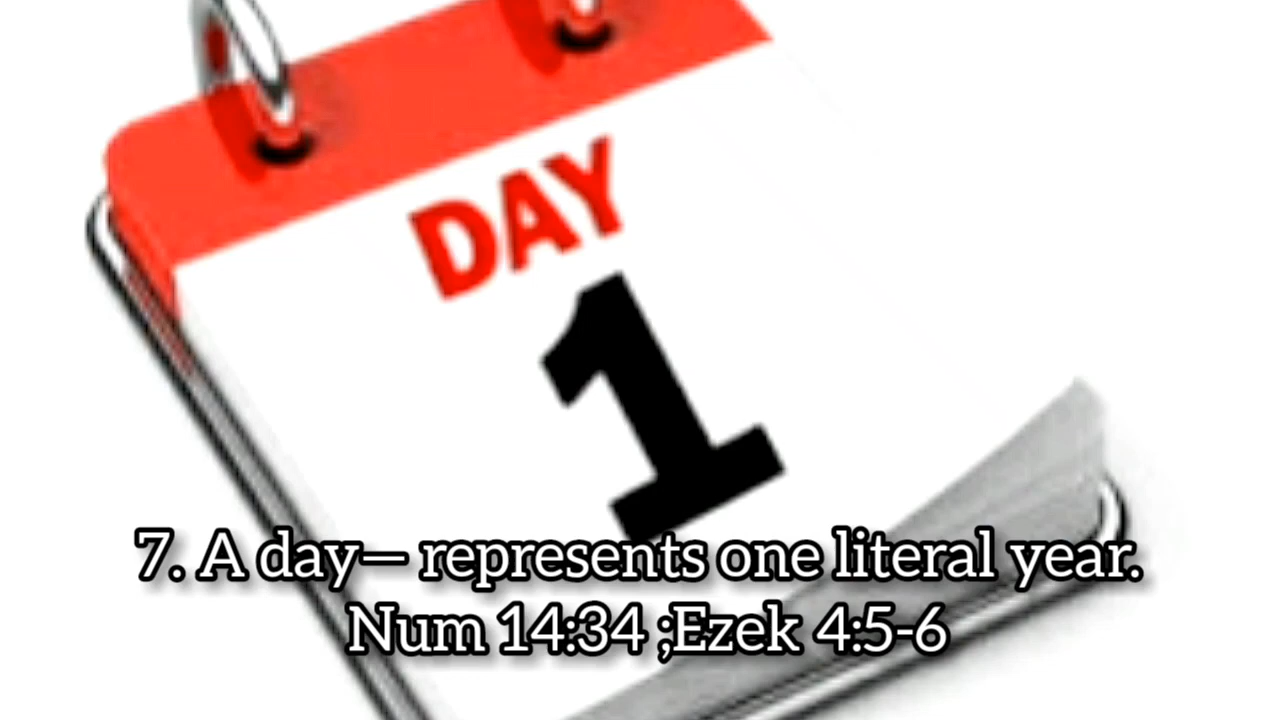 DAY
1
7. A day— represents one literal year.
Num 14:34 ;Ezek 4:5-6